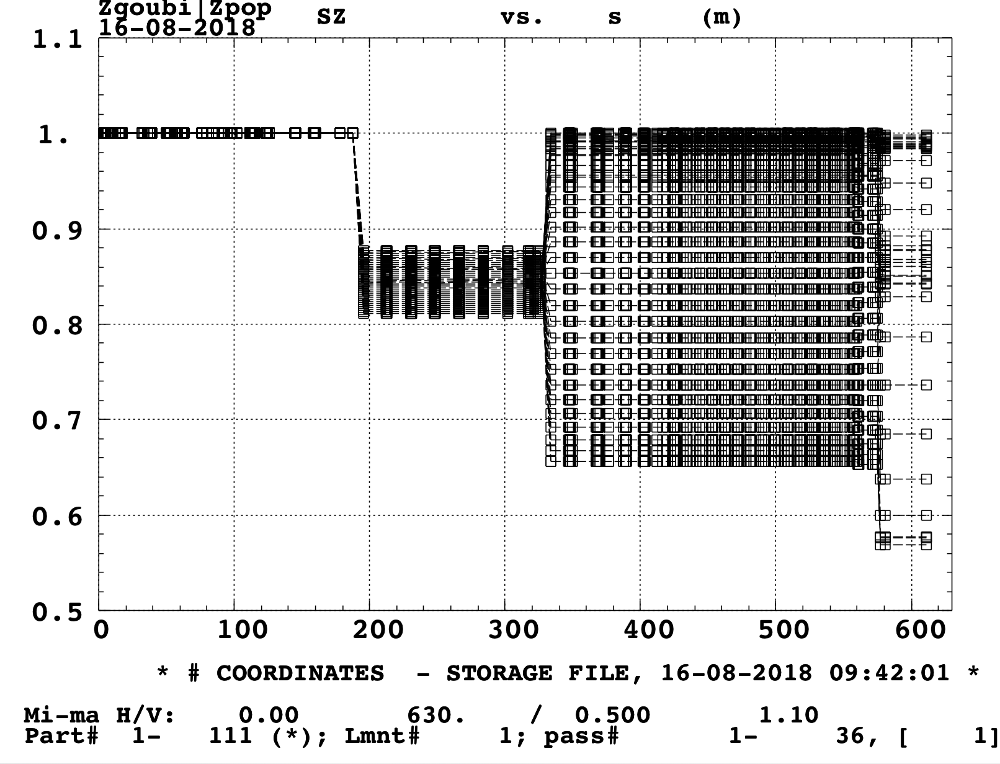 Zgoubi|Zpop SZ vs. s (m)
16-08-2018
1.1
1.
0.9
0.8
0.7
0.6
0.5
0 100 200 300 400 500 600
* # COORDINATES - STORAGE FILE, 16-08-2018 09:42:01 *
Mi-ma H/V: 0.00 630. / 0.500 1.10
Part# 1- 111 (*); Lmnt# 1; pass# 1- 36, [ 1]